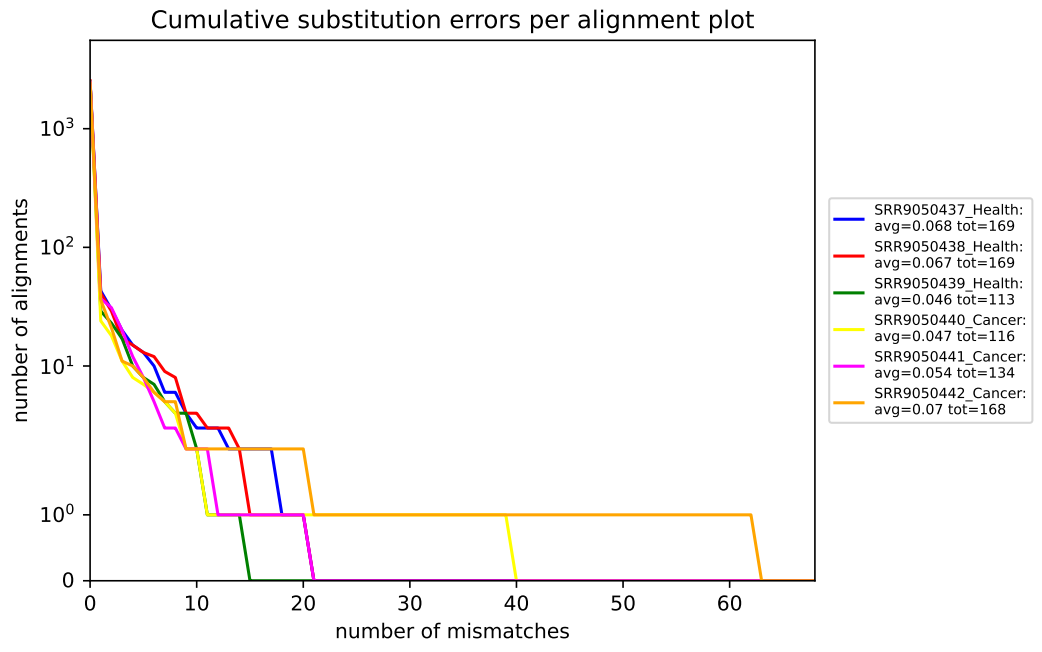 Cumulative substitution errors per alignment plot
number of alignments
10³
10²
10¹
10⁰
0
0 10 20 30 40 50 60
number of mismatches
SRR9050437_Health:
avg=0.068 tot=169
SRR9050438_Health:
avg=0.067 tot=169
SRR9050439_Health:
avg=0.046 tot=113
SRR9050440_Cancer:
avg=0.047 tot=116
SRR9050441_Cancer:
avg=0.054 tot=134
SRR9050442_Cancer:
avg=0.07 tot=168